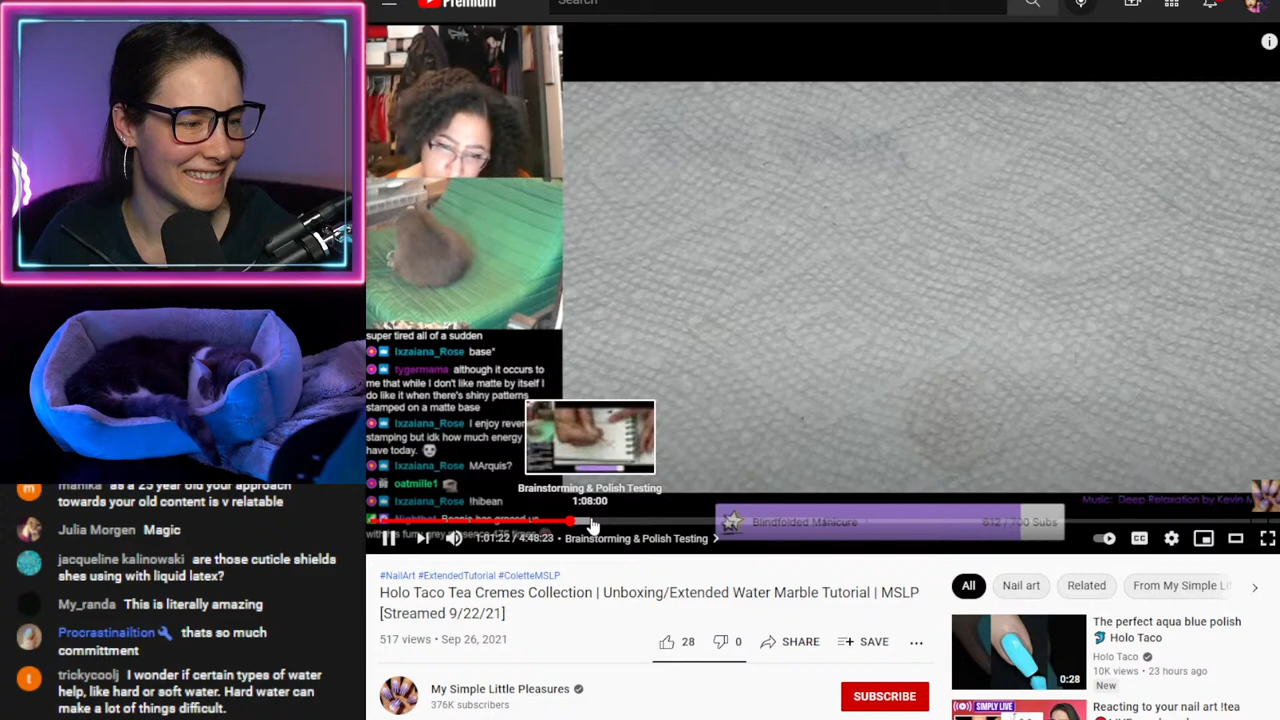 Premium
Search
super tired all of a sudden
Ixzaiana_Rose base*
tygermama although it occurs to
me that while I don't like matte by itself I
do like it when there's shiny patterns
stamped on a matte base
Ixzaiana_Rose I enjoy rever
stamping but idk how much energy
have today.
Ixzaiana_Rose MArquis?
oatmille1
Ixzaiana_Rose !hibean
Brainstorming & Polish Testing
1:08:00
Music: Deep Relaxation by Kevin M
Blindfolded Manicure
612 / 700 Subs
1:01:22 / 4:48:23 • Brainstorming & Polish Testing
manika as a 25 year old your approach
towards your old content is v relatable
Julia Morgen Magic
jacqueline kalinowski are those cuticle shields
shes using with liquid latex?
My_randa This is literally amazing
Procrastinailtion thats so much
committment
trickycoolj I wonder if certain types of water
help, like hard or soft water. Hard water can
make a lot of things difficult.
#NailArt #ExtendedTutorial #ColetteMSLP
Holo Taco Tea Cremes Collection | Unboxing/Extended Water Marble Tutorial | MSLP
[Streamed 9/22/21]
517 views • Sep 26, 2021
28
0
SHARE
SAVE
My Simple Little Pleasures
376K subscribers
SUBSCRIBE
All
Nail art
Related
From My Simple Li
The perfect aqua blue polish
Holo Taco
Holo Taco
10K views • 23 hours ago
New
0:28
Reacting to your nail art !tea
SIMPLY LIVE